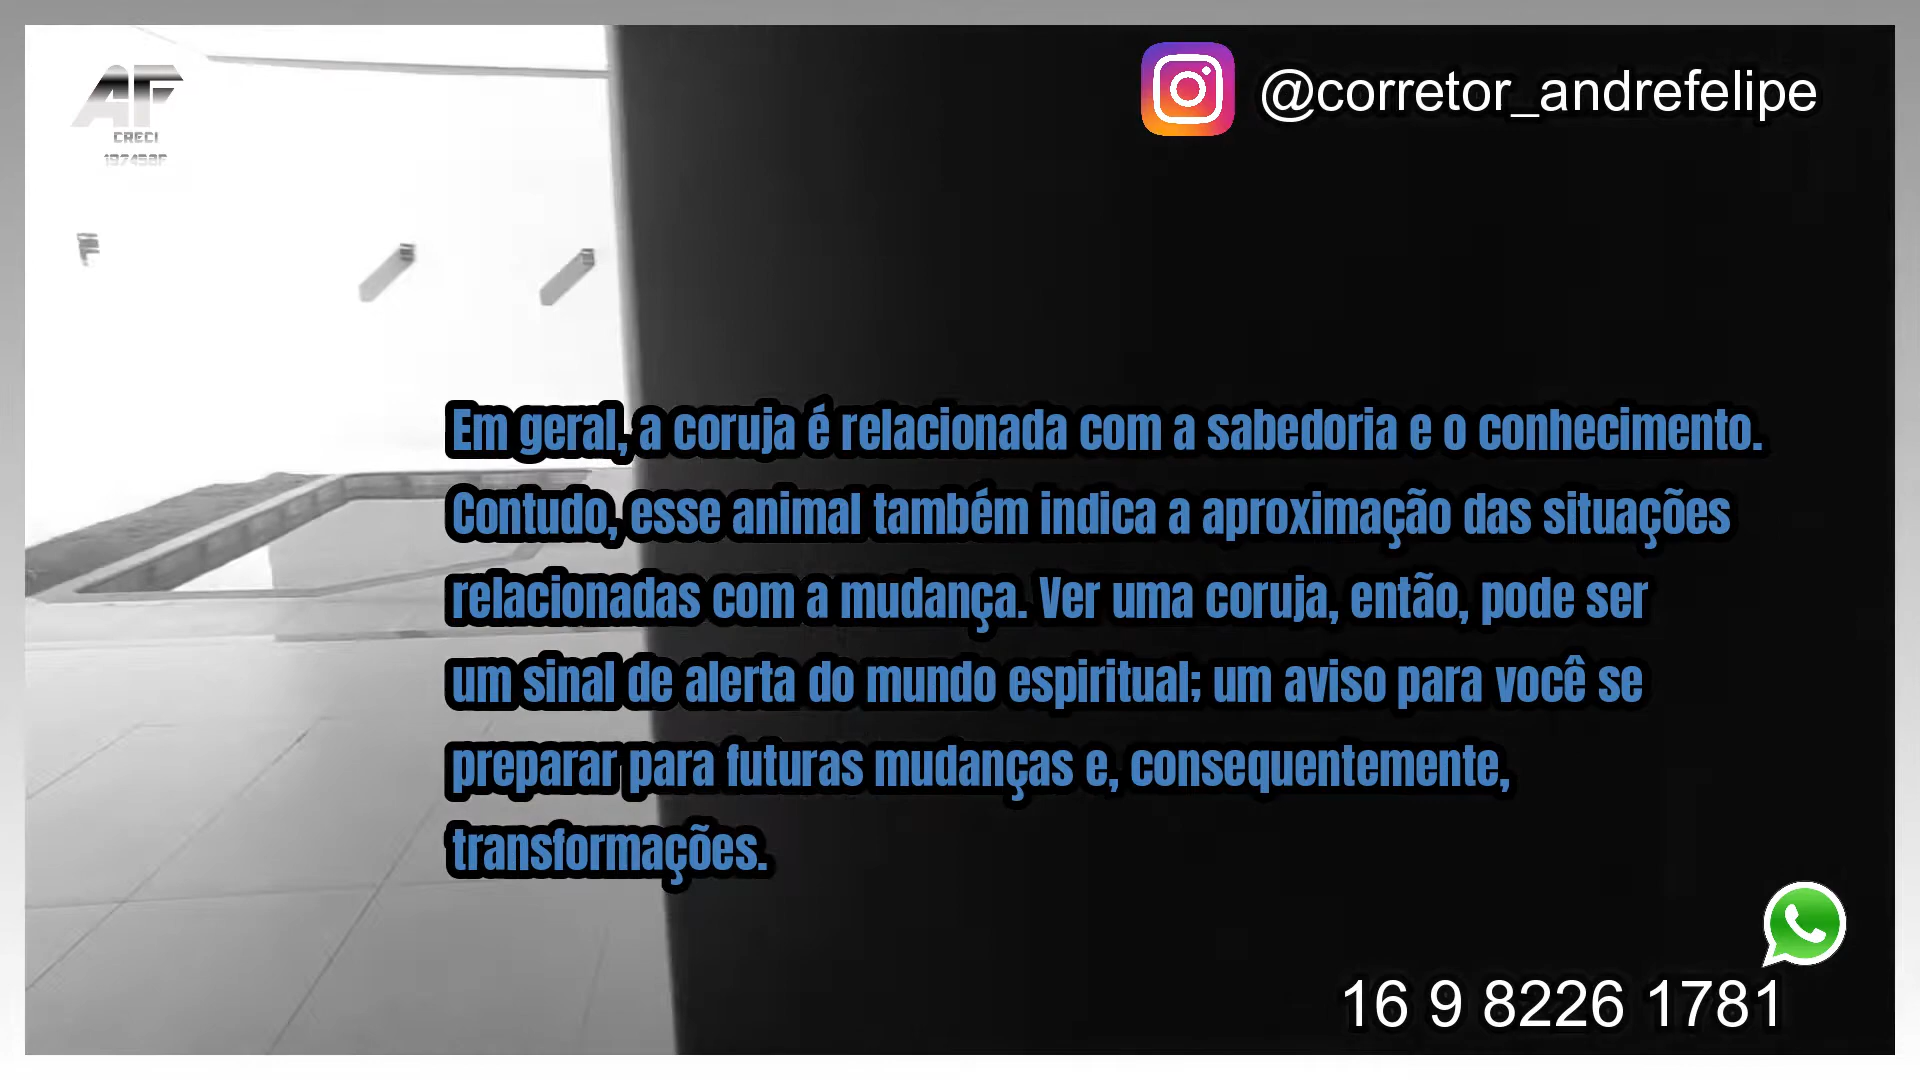 AF
CRECI
@corretor_andrefelipe
Em geral, a coruja é relacionada com a sabedoria e o conhecimento.
Contudo, esse animal também indica a aproximação das situações
relacionadas com a mudança. Ver uma coruja, então, pode ser
um sinal de alerta do mundo espiritual; um aviso para você se
preparar para futuras mudanças e, consequentemente,
transformações.
16 9 8226 1781